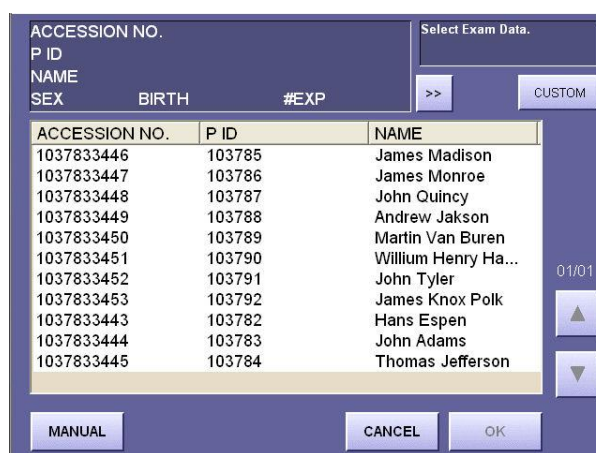 ACCESSION NO.
P ID
NAME
SEX BIRTH #EXP
Select Exam Data.
>> CUSTOM
ACCESSION NO. P ID NAME
1037833446 103785 James Madison
1037833447 103786 James Monroe
1037833448 103787 John Quincy
1037833449 103788 Andrew Jakson
1037833450 103789 Martin Van Buren
1037833451 103790 Willium Henry Ha...
1037833452 103791 John Tyler
1037833453 103792 James Knox Polk
1037833443 103782 Hans Espen
1037833444 103783 John Adams
1037833445 103784 Thomas Jefferson
01/01
MANUAL CANCEL OK